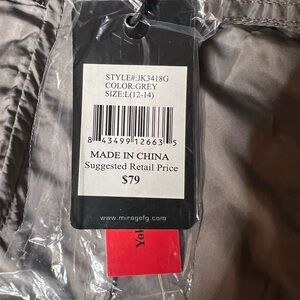 STYLE#:JK3418G
COLOR:GREY
SIZE:L(12-14)
8 43499 12663 5
MADE IN CHINA
Suggested Retail Price
$79
www.miragefg.com